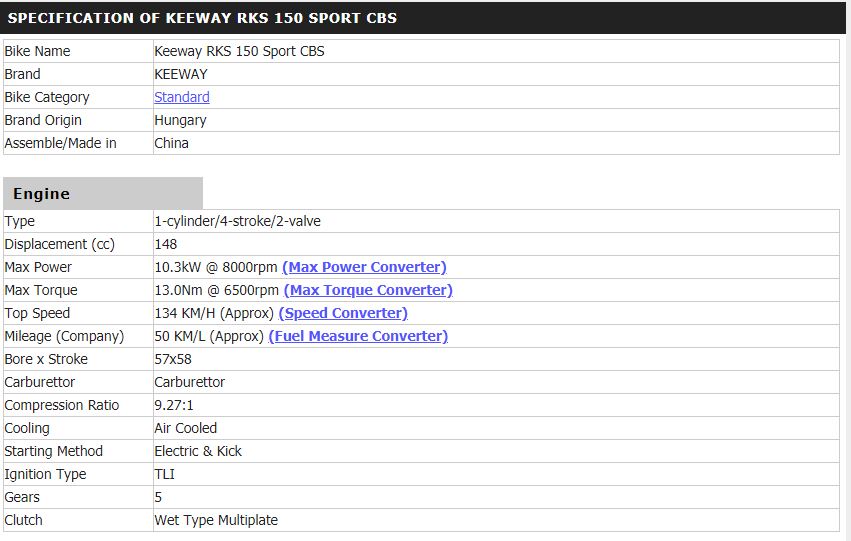 SPECIFICATION OF KEEWAY RKS 150 SPORT CBS
Bike Name Keeway RKS 150 Sport CBS
Brand KEEWAY
Bike Category Standard
Brand Origin Hungary
Assemble/Made in China
Engine
Type 1-cylinder/4-stroke/2-valve
Displacement (cc) 148
Max Power 10.3kW @ 8000rpm (Max Power Converter)
Max Torque 13.0Nm @ 6500rpm (Max Torque Converter)
Top Speed 134 KM/H (Approx) (Speed Converter)
Mileage (Company) 50 KM/L (Approx) (Fuel Measure Converter)
Bore x Stroke 57x58
Carburettor Carburettor
Compression Ratio 9.27:1
Cooling Air Cooled
Starting Method Electric & Kick
Ignition Type TLI
Gears 5
Clutch Wet Type Multiplate